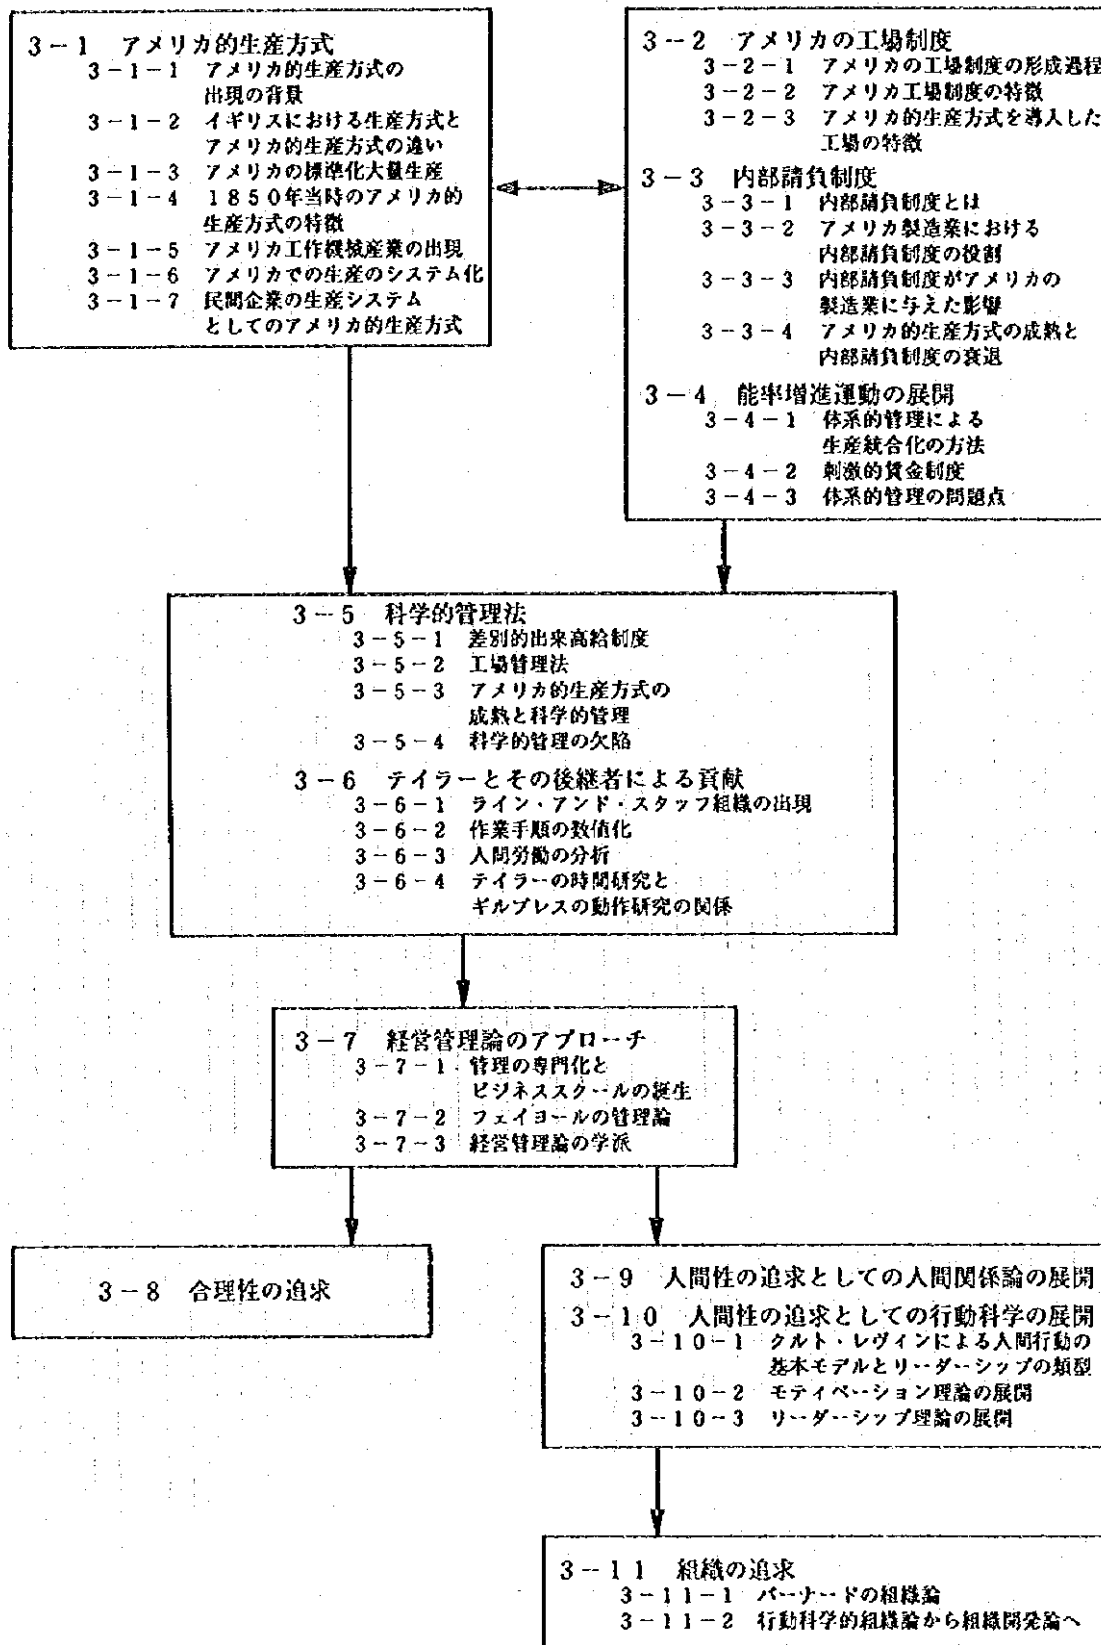 3-1 アメリカ的生産方式
3-1-1 アメリカ的生産方式の
出現の背景
3-1-2 イギリスにおける生産方式と
アメリカ的生産方式の違い
3-1-3 アメリカの標準化大量生産
3-1-4 1850年当時のアメリカ的
生産方式の特徴
3-1-5 アメリカ工作機械産業の出現
3-1-6 アメリカでの生産のシステム化
3-1-7 民間企業の生産システム
としてのアメリカ的生産方式
3-2 アメリカの工場制度
3-2-1 アメリカの工場制度の形成過程
3-2-2 アメリカ工場制度の特徴
3-2-3 アメリカ的生産方式を導入した
工場の特徴
3-3 内部請負制度
3-3-1 内部請負制度とは
3-3-2 アメリカ製造業における
内部請負制度の役割
3-3-3 内部請負制度がアメリカの
製造業に与えた影響
3-3-4 アメリカ的生産方式の成熟と
内部請負制度の衰退
3-4 能率増進運動の展開
3-4-1 体系的管理による
生産統合化の方法
3-4-2 刺激的賃金制度
3-4-3 体系的管理の問題点
3-5 科学的管理法
3-5-1 差別的出来高給制度
3-5-2 工場管理法
3-5-3 アメリカ的生産方式の
成熟と科学的管理
3-5-4 科学的管理の欠陥
3-6 テイラーとその後継者による貢献
3-6-1 ライン・アンド・スタッフ組織の出現
3-6-2 作業手順の数値化
3-6-3 人間労働の分析
3-6-4 テイラーの時間研究と
ギルブレスの動作研究の関係
3-7 経営管理論のアプローチ
3-7-1 管理の専門化と
ビジネススクールの誕生
3-7-2 フェイヨールの管理論
3-7-3 経営管理論の学派
3-8 合理性の追求
3-9 人間性の追求としての人間関係論の展開
3-10 人間性の追求としての行動科学の展開
3-10-1 クルト・レヴィンによる人間行動の
基本モデルとリーダーシップの類型
3-10-2 モティベーション理論の展開
3-10-3 リーダーシップ理論の展開
3-11 組織の追求
3-11-1 バーナードの組織論
3-11-2 行動科学的組織論から組織開発論へ